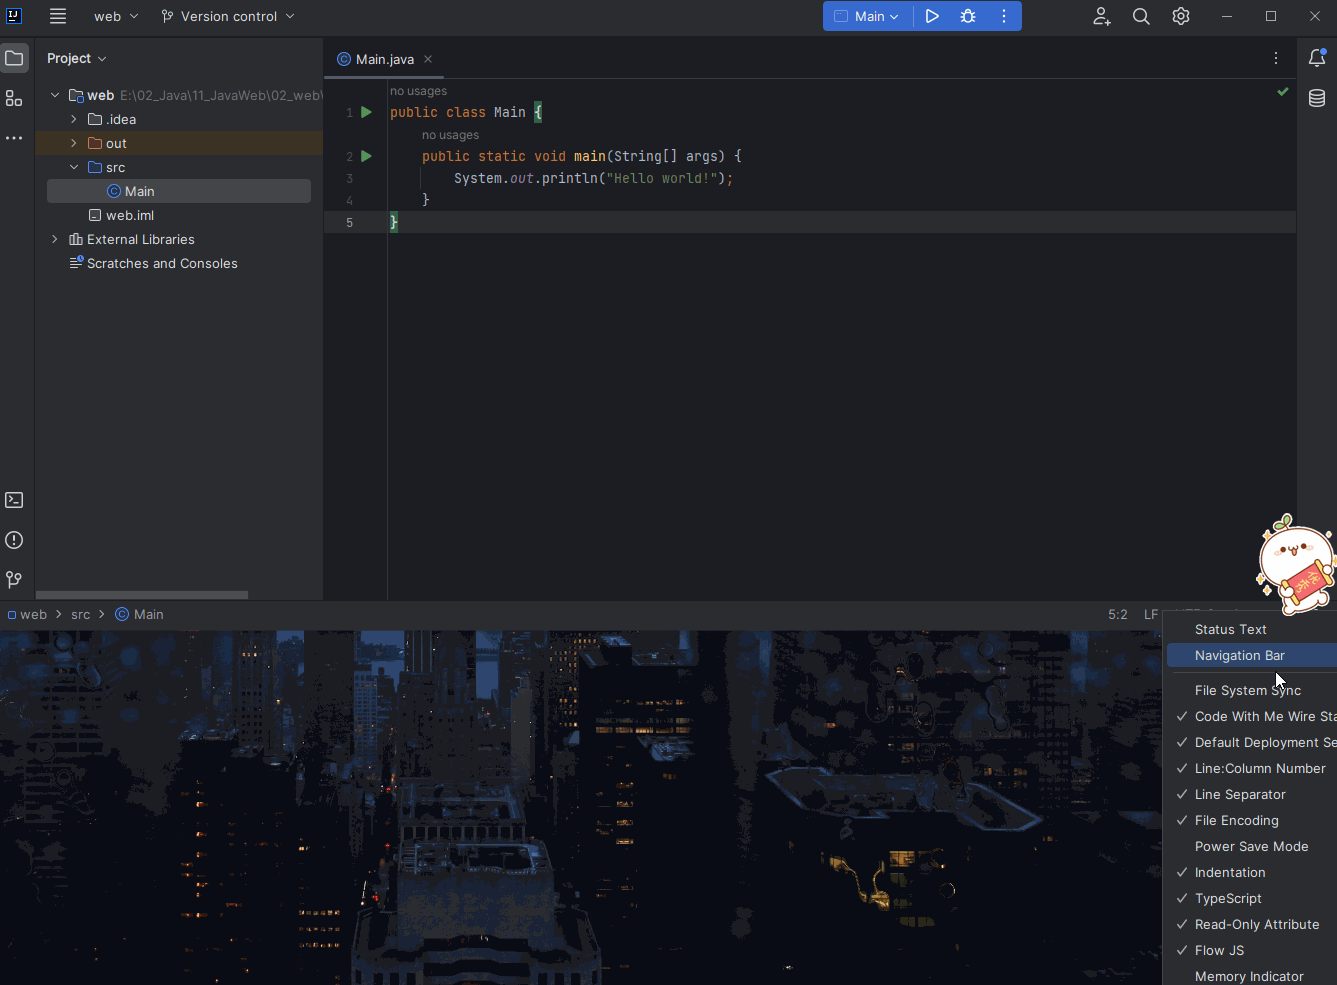 IJ web Version control Main
Project
Main.java
web E:\02_Java\11_JavaWeb\02_web\
.idea
out
src
Main
web.iml
External Libraries
Scratches and Consoles
no usages
1 public class Main {
no usages
2 public static void main(String[] args) {
3 System.out.println("Hello world!");
4 }
5 }
web > src > Main
5:2 LF
Status Text
Navigation Bar
File System Sync
Code With Me Wire Sta
Default Deployment Se
Line:Column Number
Line Separator
File Encoding
Power Save Mode
Indentation
TypeScript
Read-Only Attribute
Flow JS
Memory Indicator